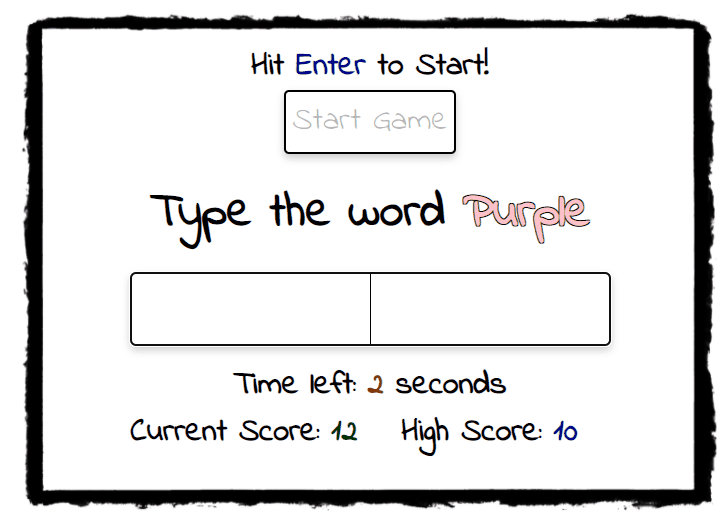 Hit Enter to Start!
Start Game
Type the word Purple
Time left: 2 seconds
Current Score: 12 High Score: 10